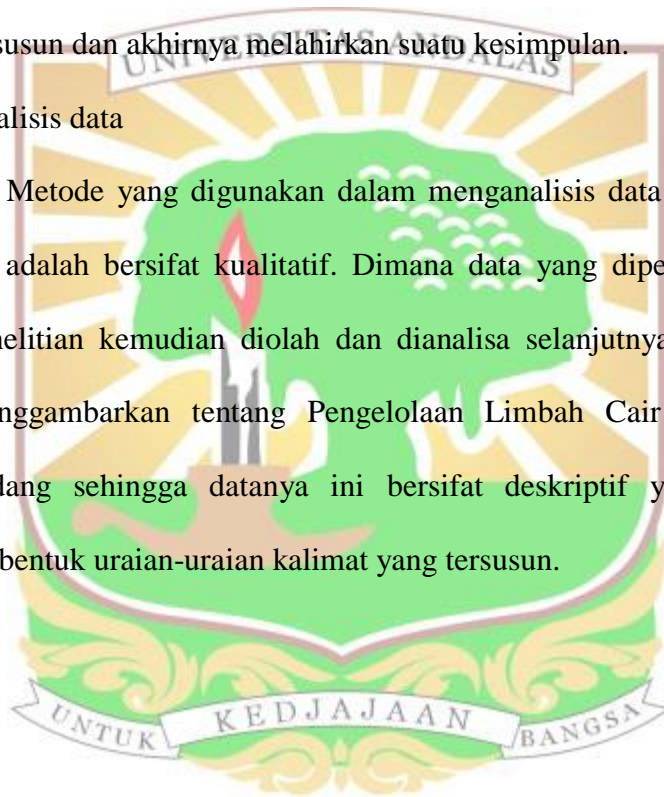 susun dan akhirnya melahirkan suatu kesimpulan.
UNIVERSITAS ANDALAS
alisis data
Metode yang digunakan dalam menganalisis data
adalah bersifat kualitatif. Dimana data yang dipe
nelitian kemudian diolah dan dianalisa selanjutnya
nggambarkan tentang Pengelolaan Limbah Cair
dang sehingga datanya ini bersifat deskriptif y
bentuk uraian-uraian kalimat yang tersusun.
UNTUK KEDJAJAAN BANGSA